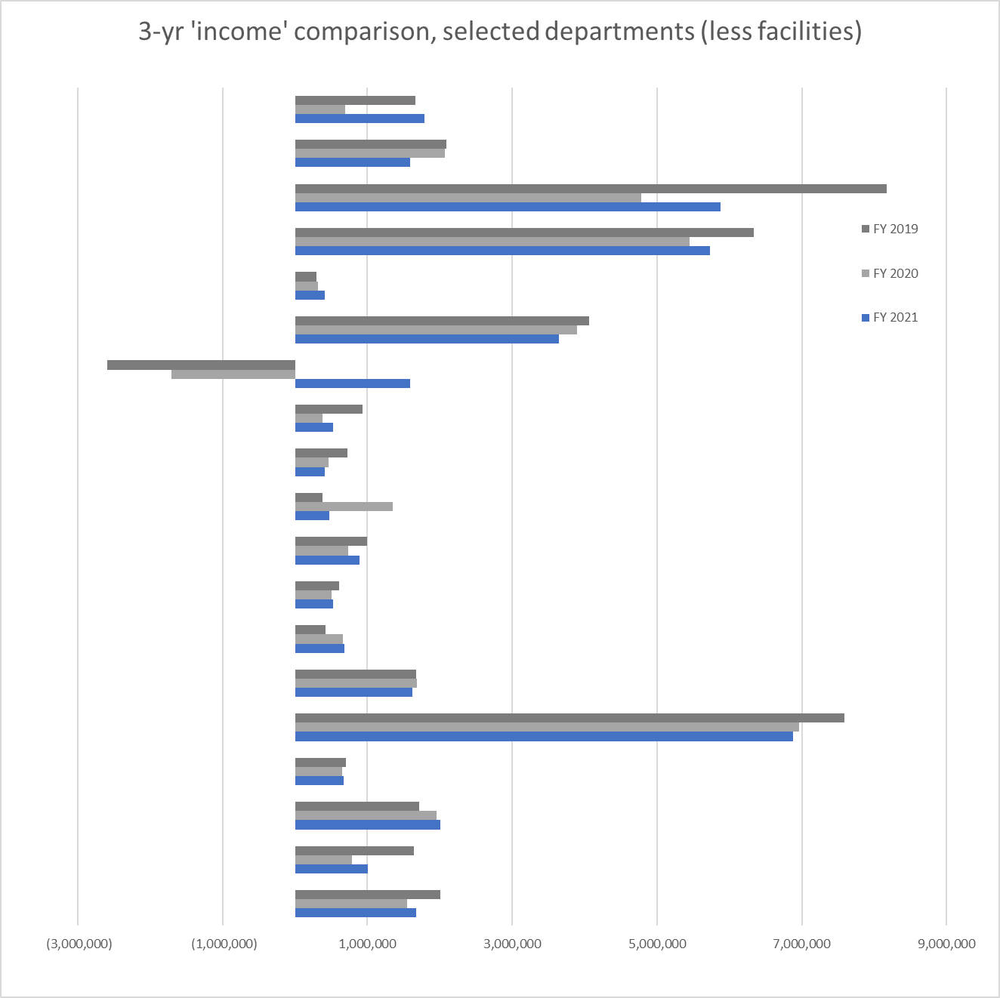 3-yr 'income' comparison, selected departments (less facilities)
FY 2019
FY 2020
FY 2021
(3,000,000) (1,000,000) 1,000,000 3,000,000 5,000,000 7,000,000 9,000,000